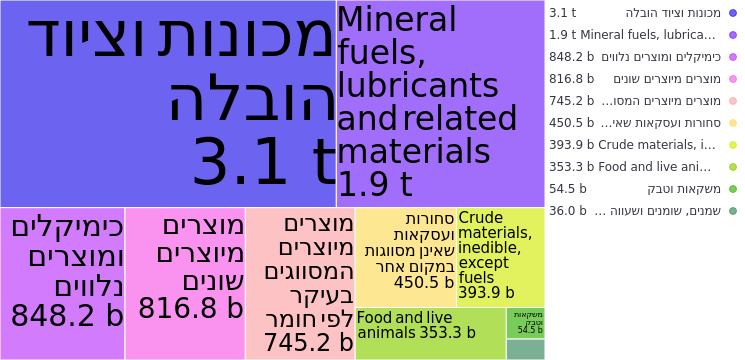 מכונות וציוד
הובלה
3.1 t
Mineral
fuels,
lubricants
and related
materials
1.9 t
כימיקלים
ומוצרים
נלווים
848.2 b
מוצרים
מיוצרים
שונים
816.8 b
מוצרים
מיוצרים
המסווגים
בעיקר
לפי חומר
745.2 b
סחורות
ועסקאות
שאינן מסווגות
במקום אחר
450.5 b
Crude
materials,
inedible,
except
fuels
393.9 b
Food and live
animals 353.3 b
משקאות
וטבק
54.5 b
3.1 t מכונות וציוד הובלה
1.9 t Mineral fuels, lubrica…
848.2 b כימיקלים ומוצרים נלווים
816.8 b מוצרים מיוצרים שונים
745.2 b מוצרים מיוצרים המסו…
450.5 b סחורות ועסקאות שאי…
393.9 b Crude materials, i…
353.3 b Food and live ani…
54.5 b משקאות וטבק
36.0 b שמנים, שומנים ושעווה …